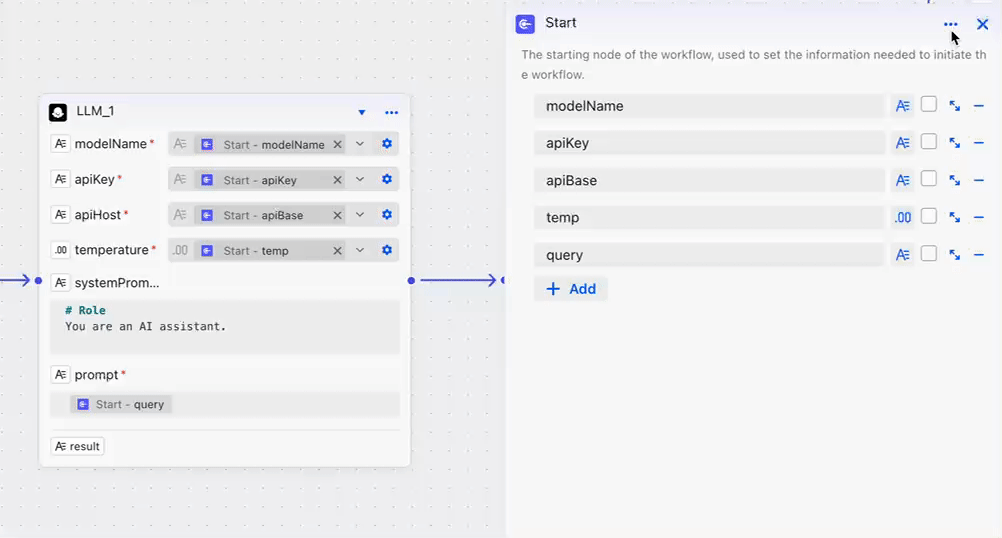 LLM_1
modelName*
Start - modelName
apiKey*
Start - apiKey
apiHost*
Start - apiBase
.00 temperature*
.00 Start - temp
systemProm...
# Role
You are an AI assistant.
prompt*
Start - query
result
Start
The starting node of the workflow, used to set the information needed to initiate th
e workflow.
modelName
apiKey
apiBase
temp .00
query
+ Add